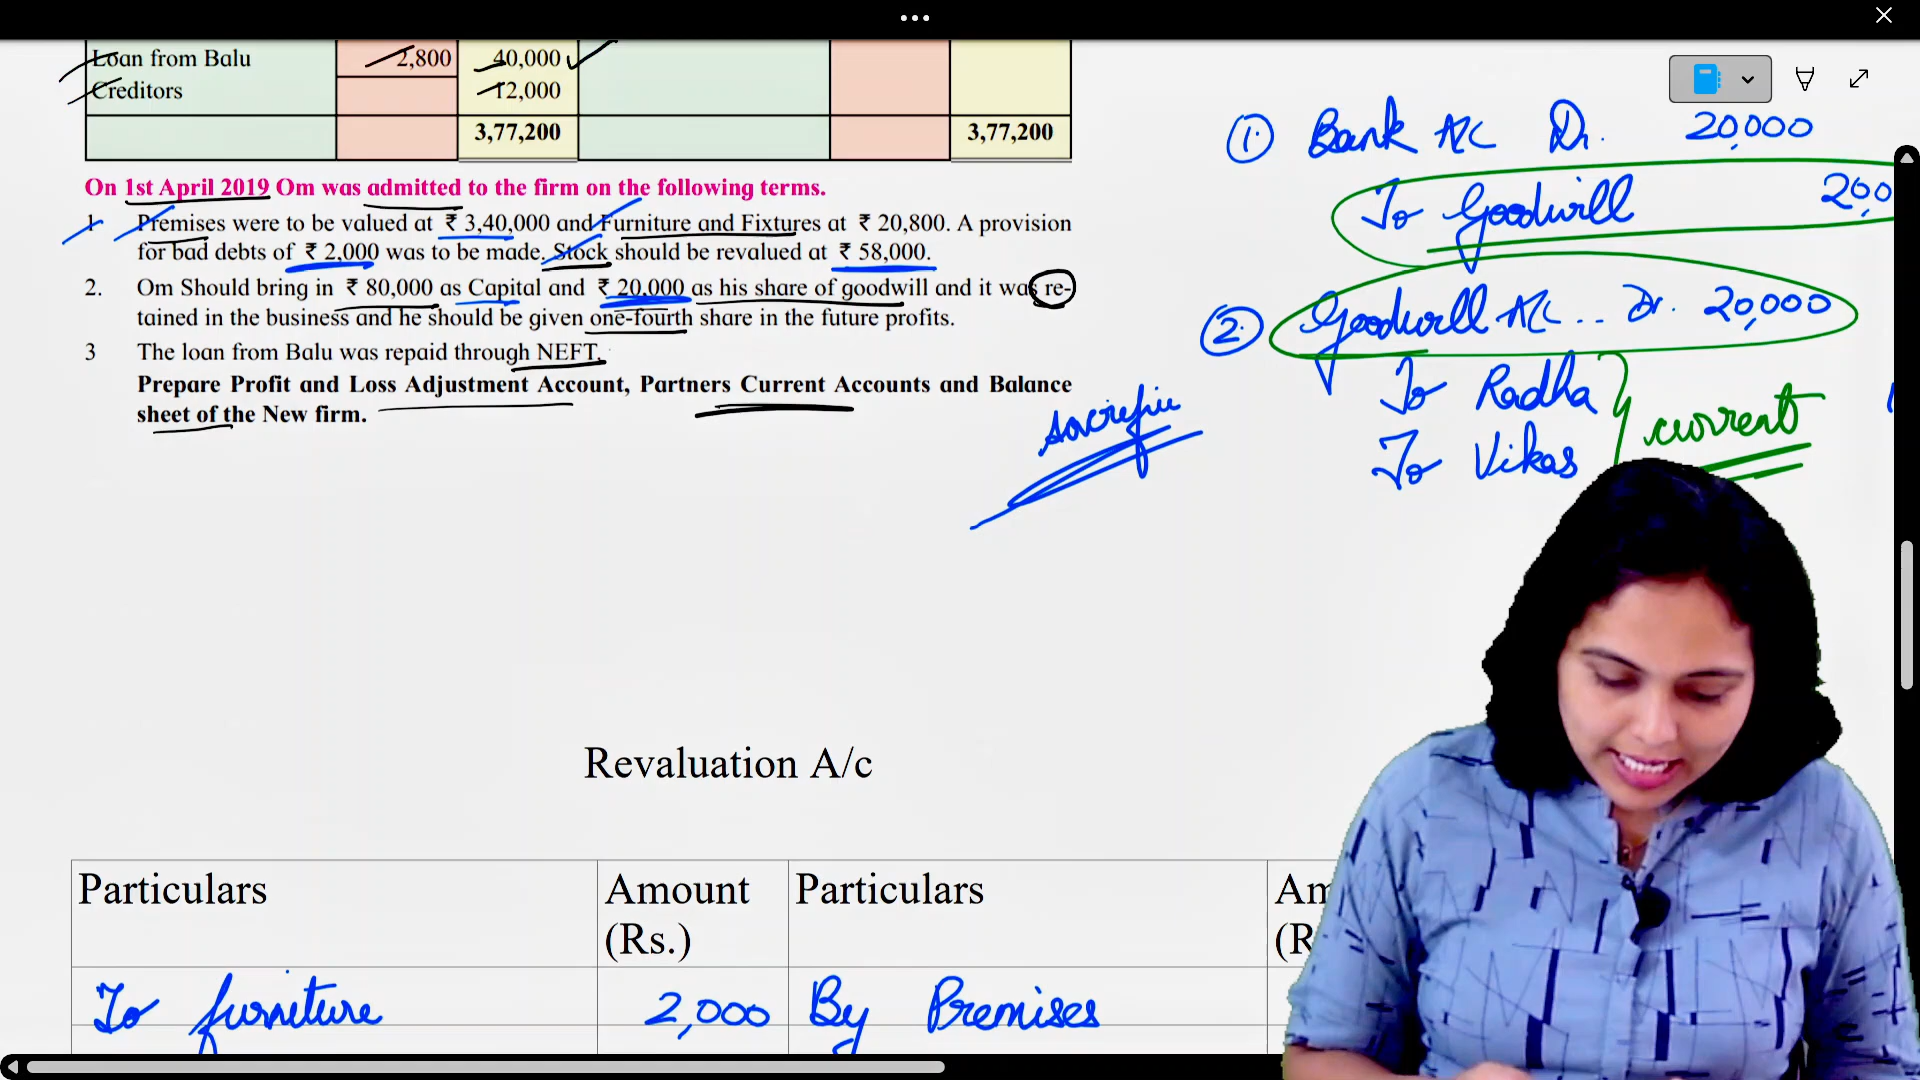 Loan from Balu 2,800 40,000
Creditors 12,000
3,77,200 3,77,200
On 1st April 2019 Om was admitted to the firm on the following terms.
1 Premises were to be valued at ₹ 3,40,000 and Furniture and Fixtures at ₹ 20,800. A provision
for bad debts of ₹ 2,000 was to be made. Stock should be revalued at ₹ 58,000.
2. Om Should bring in ₹ 80,000 as Capital and ₹ 20,000 as his share of goodwill and it was re-
tained in the business and he should be given one-fourth share in the future profits.
3 The loan from Balu was repaid through NEFT.
Prepare Profit and Loss Adjustment Account, Partners Current Accounts and Balance
sheet of the New firm.
① Bank A/c Dr. 20,000
To Goodwill 20,0
② Goodwill A/c .. Dr. 20,000
To Radha
To Vikas
current
sacrifice
Revaluation A/c
Particulars Amount (Rs.) Particulars Am
(R
To furniture 2,000 By Premises